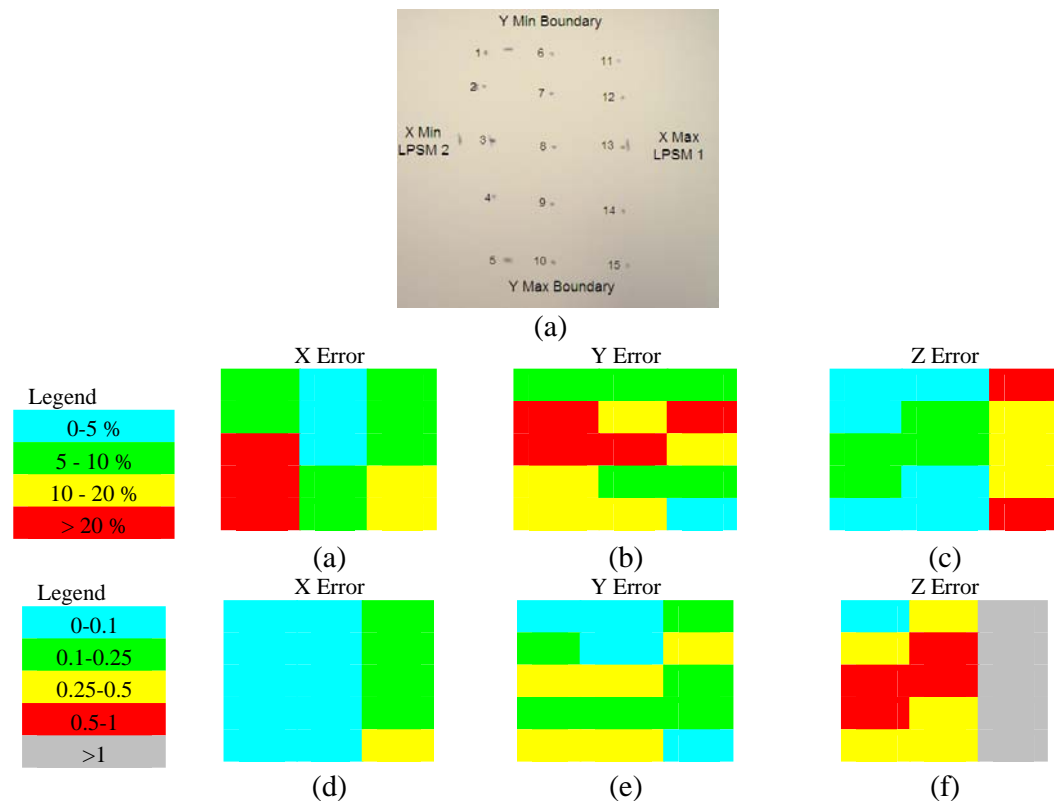 Y Min Boundary
1 6 11
2 7 12
X Min
LPSM 2
3 8 13
X Max
LPSM 1
4 9 14
5 10 15
Y Max Boundary
(a)
X Error Y Error Z Error
Legend
0-5 %
5 - 10 %
10 - 20 %
> 20 %
(a) (b) (c)
X Error Y Error Z Error
Legend
0-0.1
0.1-0.25
0.25-0.5
0.5-1
>1
(d) (e) (f)